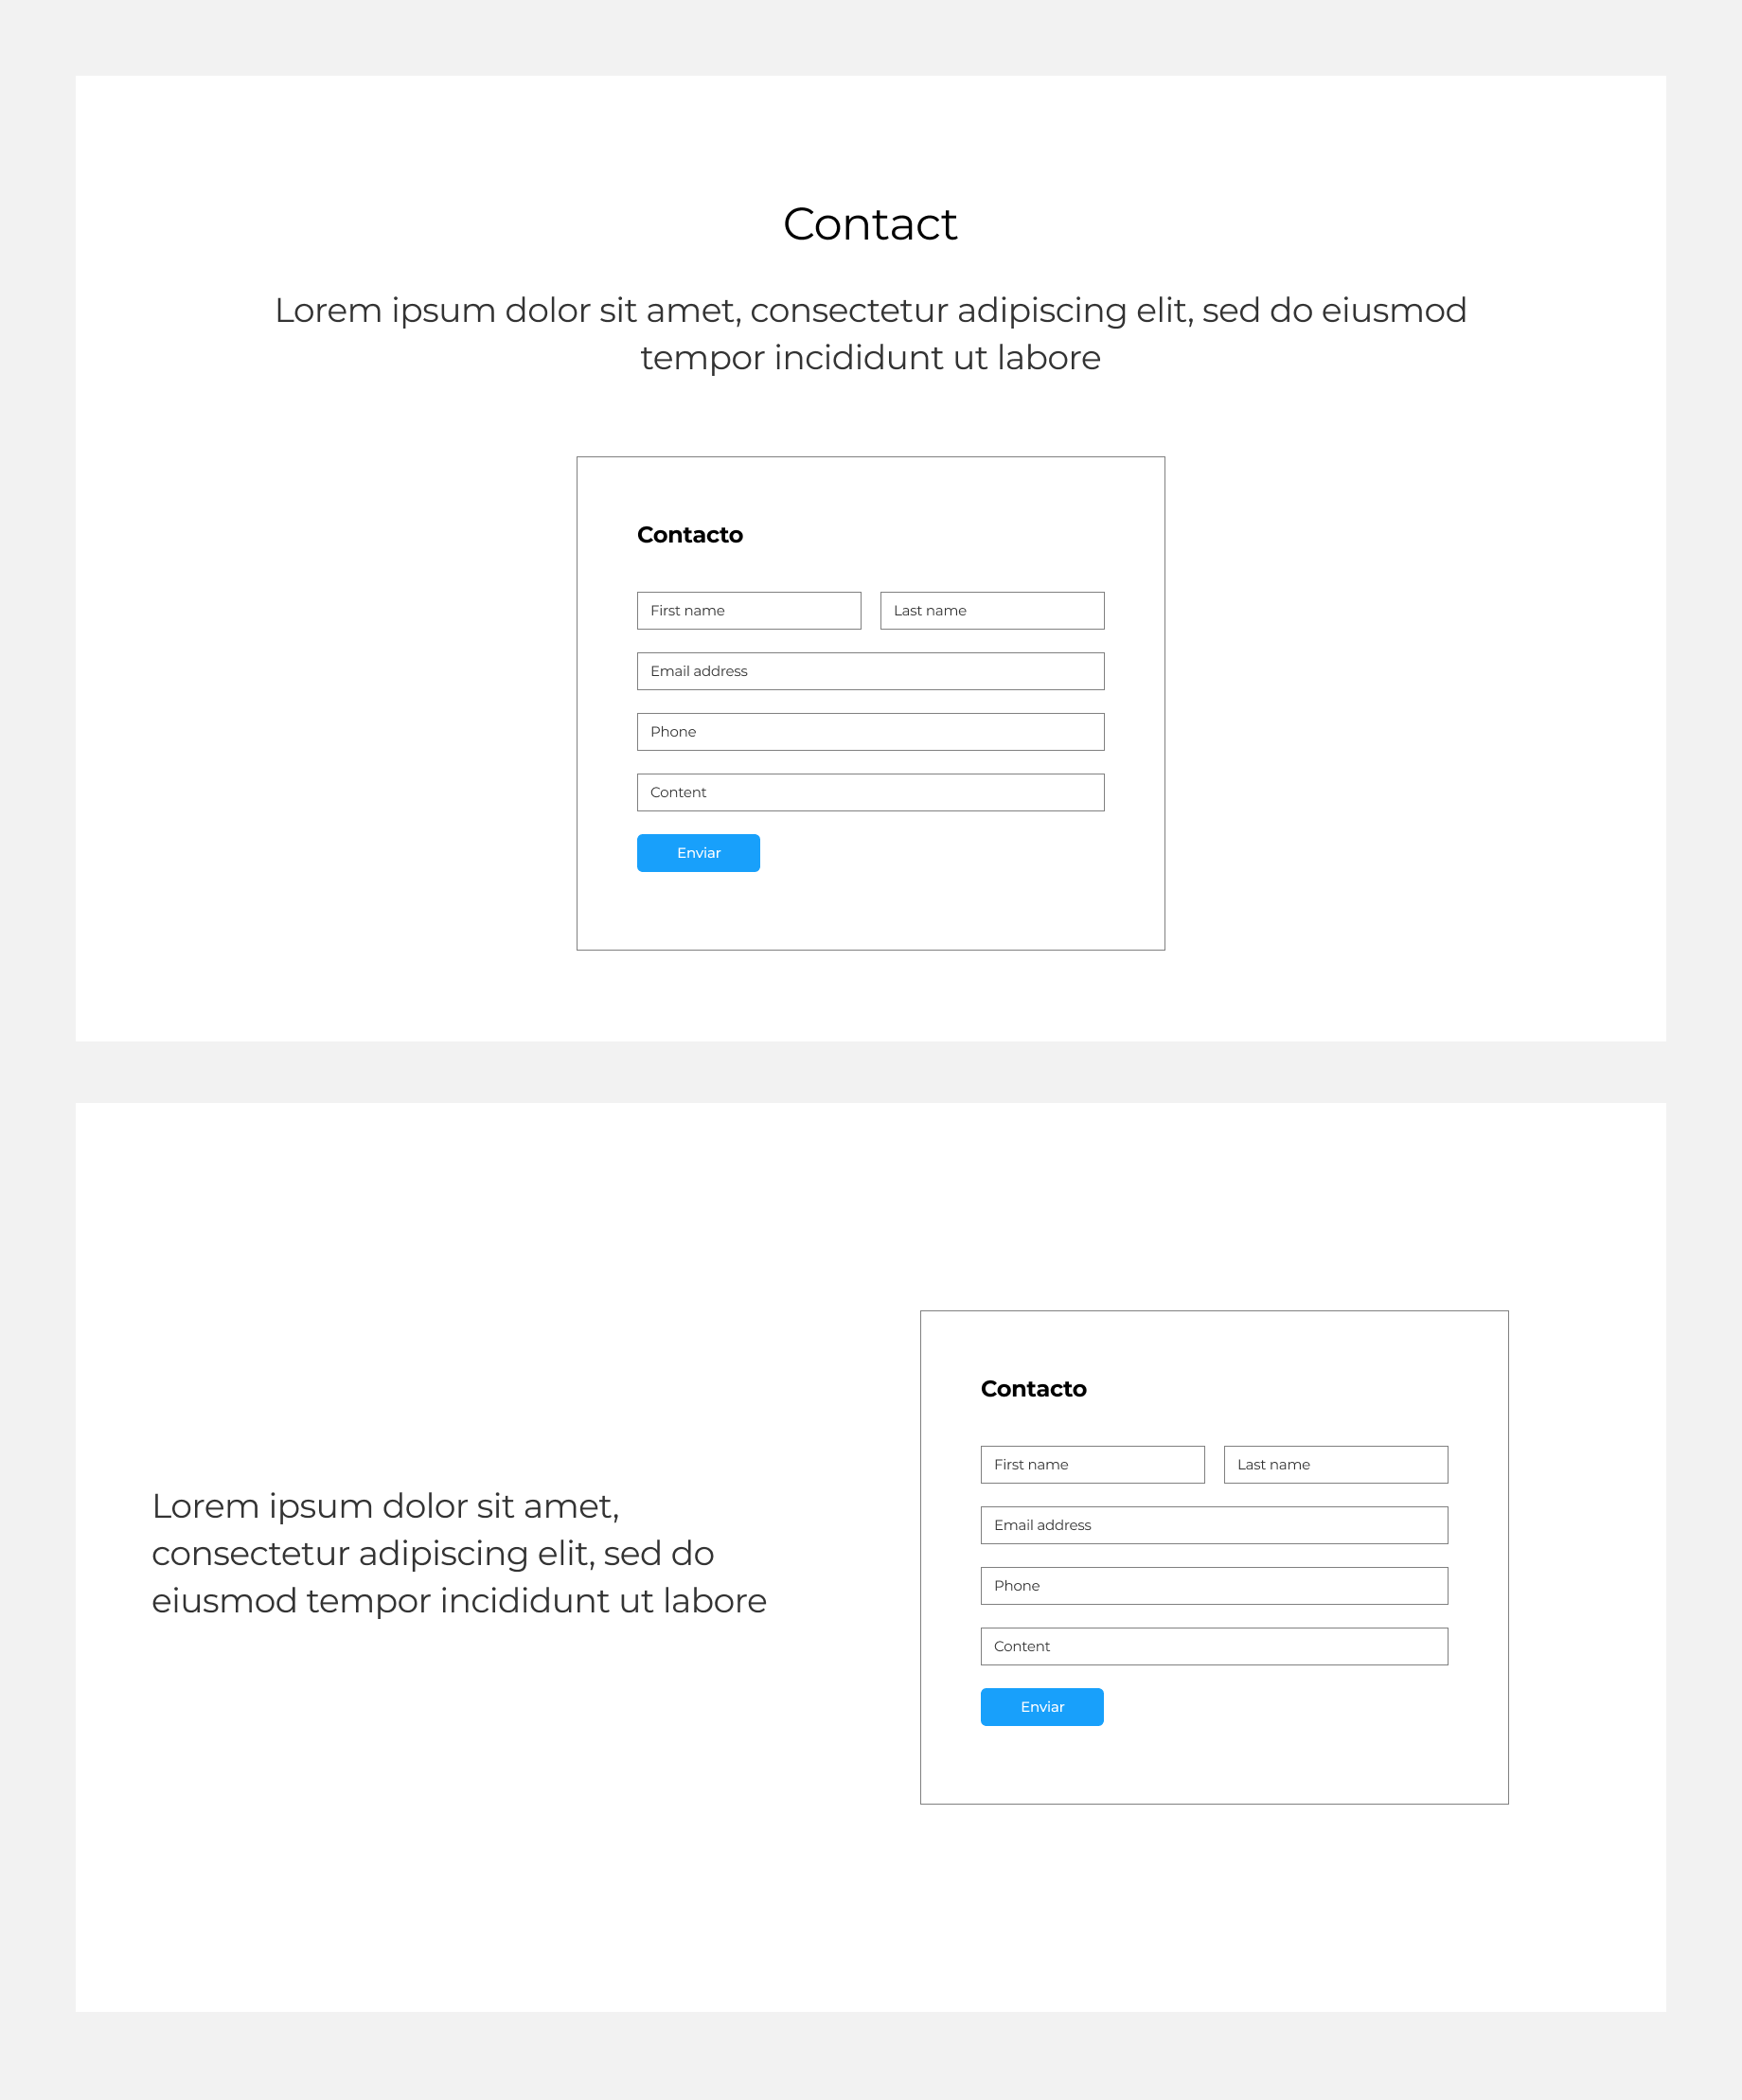 Contact
Lorem ipsum dolor sit amet, consectetur adipiscing elit, sed do eiusmod
tempor incididunt ut labore
Contacto
First name
Last name
Email address
Phone
Content
Enviar
Lorem ipsum dolor sit amet,
consectetur adipiscing elit, sed do
eiusmod tempor incididunt ut labore
Contacto
First name
Last name
Email address
Phone
Content
Enviar